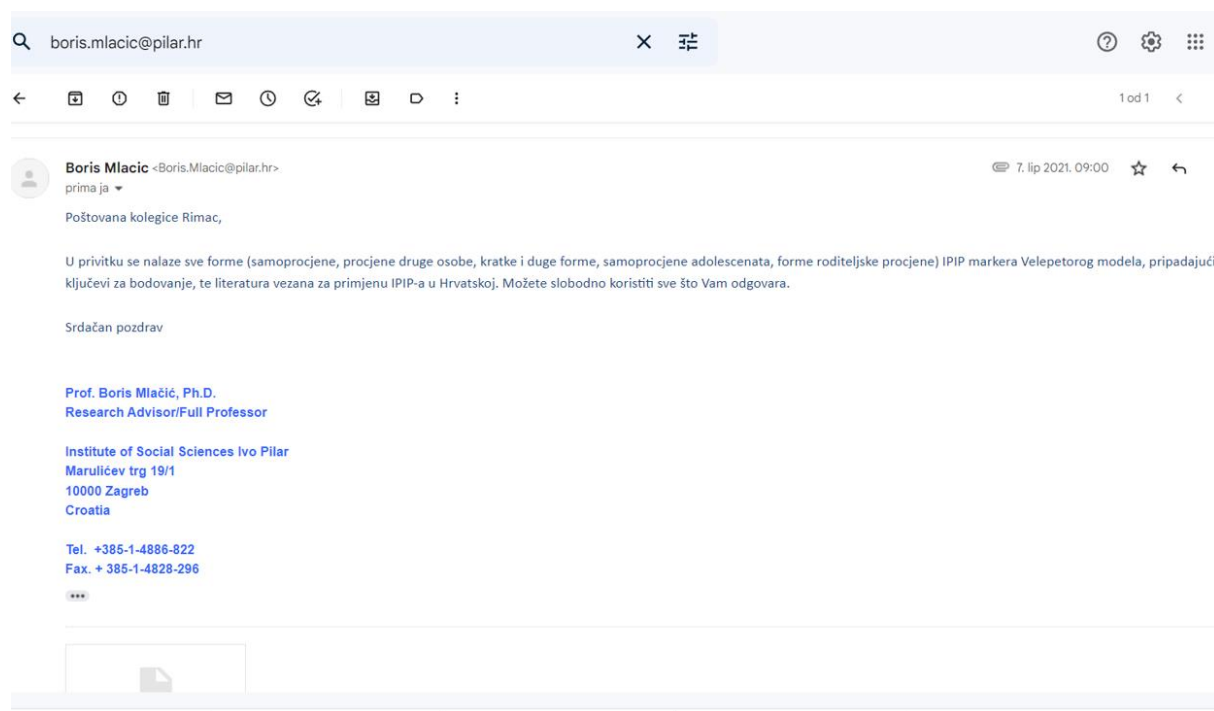 boris.mlacic@pilar.hr
1 od 1
Boris Mlacic <Boris.Mlacic@pilar.hr>
7. lip 2021. 09:00
prima ja
Poštovana kolegice Rimac,
U privitku se nalaze sve forme (samoprocjene, procjene druge osobe, kratke i duge forme, samoprocjene adolescenata, forme roditeljske procjene) IPIP markera Velepetorog modela, pripadajući
ključevi za bodovanje, te literatura vezana za primjenu IPIP-a u Hrvatskoj. Možete slobodno koristiti sve što Vam odgovara.
Srdačan pozdrav
Prof. Boris Mlačić, Ph.D.
Research Advisor/Full Professor
Institute of Social Sciences Ivo Pilar
Marulićev trg 19/1
10000 Zagreb
Croatia
Tel. +385-1-4886-822
Fax. + 385-1-4828-296